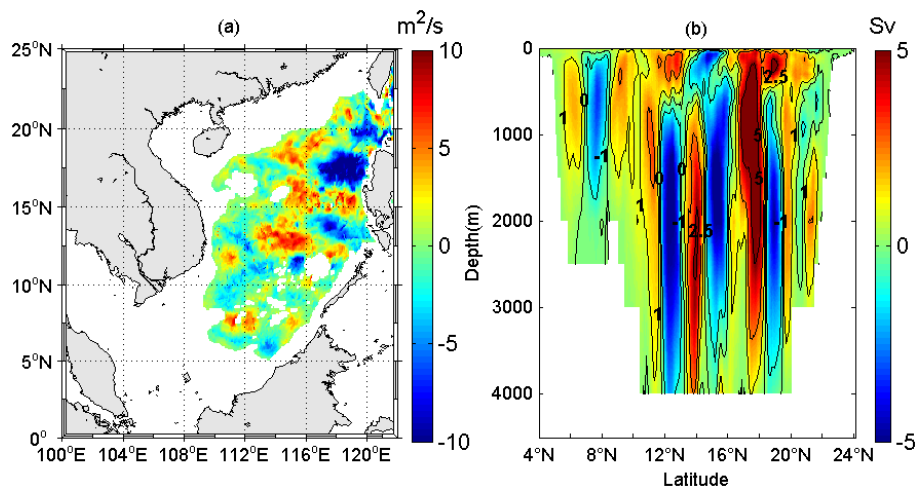 (a)
m²/s
(b)
Sv
25°N
20°N
15°N
10°N
5°N
0°
100°E
104°E
108°E
112°E
116°E
120°E
10
5
0
-5
-10
0
1000
2000
3000
4000
Depth(m)
4°N
8°N
12°N
16°N
20°N
24°N
Latitude
5
0
-5
0
1
-1
2.5
5
1
0
0
5
1
1
-1
2.5
-1
1